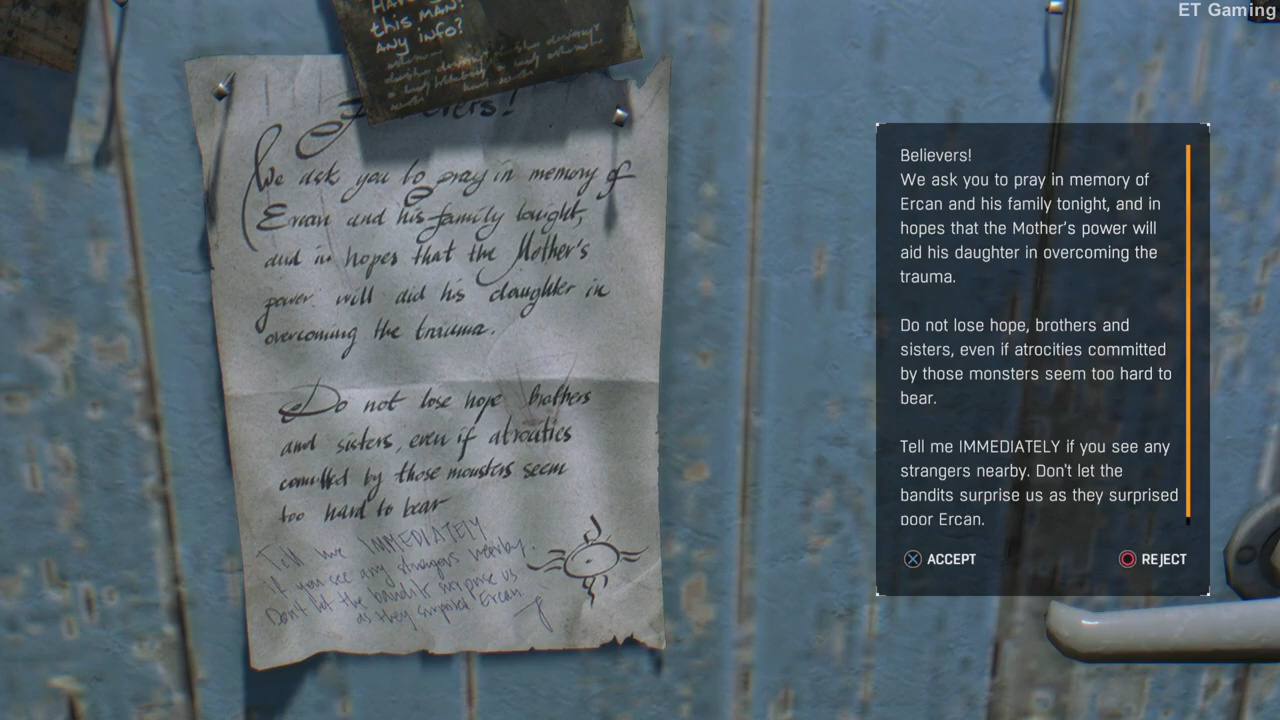 ET Gaming
this man?
any info?
We ask you to pray in memory of
Ercan and his family tonight,
and in hopes that the Mother's
power will aid his daughter in
overcoming the trauma.
Do not lose hope brothers
and sisters, even if atrocities
committed by those monsters seem
too hard to bear
Tell me IMMEDIATELY
if you see any strangers nearby.
Don't let the bandits surprise us
as they surprised Ercan.
Believers!
We ask you to pray in memory of
Ercan and his family tonight, and in
hopes that the Mother's power will
aid his daughter in overcoming the
trauma.
Do not lose hope, brothers and
sisters, even if atrocities committed
by those monsters seem too hard to
bear.
Tell me IMMEDIATELY if you see any
strangers nearby. Don't let the
bandits surprise us as they surprised
poor Ercan.
ACCEPT
REJECT